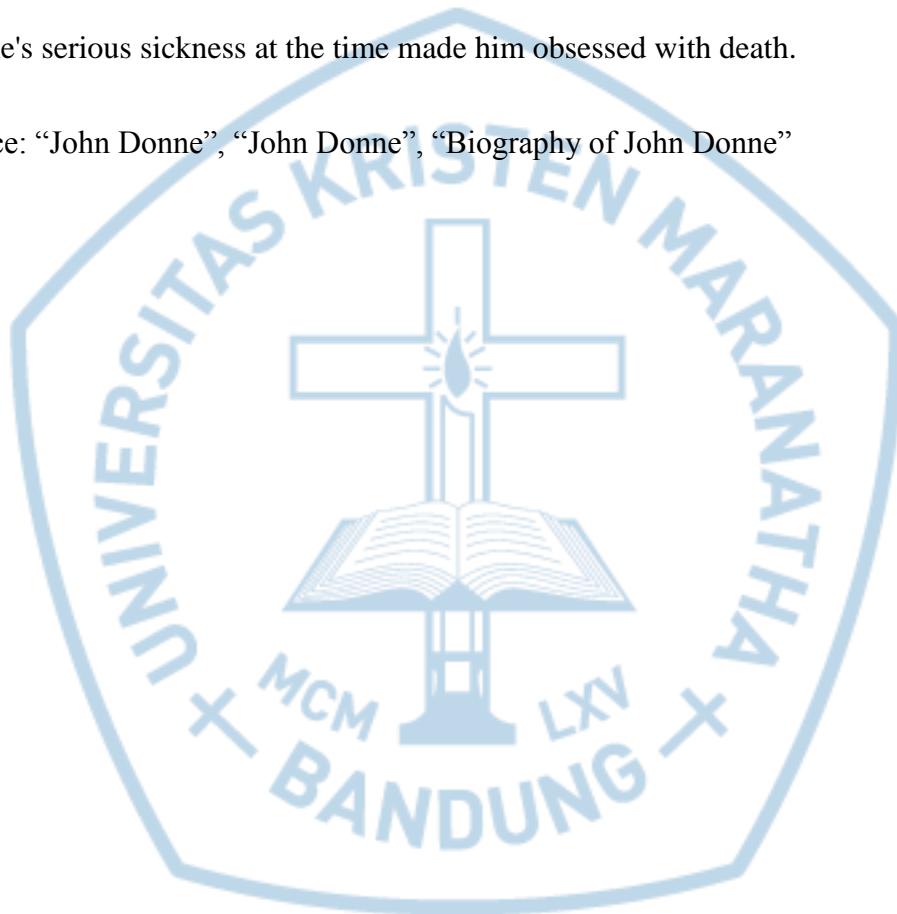 e's serious sickness at the time made him obsessed with death.
ce: “John Donne”, “John Donne”, “Biography of John Donne”
UNIVERSITAS KRISTEN MARANATHA
MCM LXV
BANDUNG